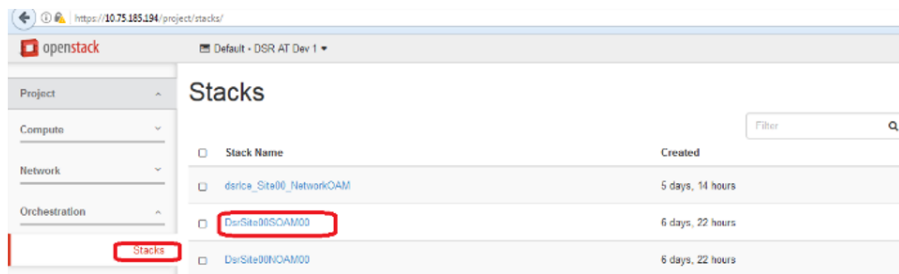 https://10.75.185.194/project/stacks/
openstack
Default • DSR AT Dev 1
Project
Stacks
Compute
Filter
Stack Name
Created
Network
dsrice_Site00_NetworkOAM
5 days, 14 hours
Orchestration
DsrSite00SOAM00
6 days, 22 hours
Stacks
DsrSite00NOAM00
6 days, 22 hours